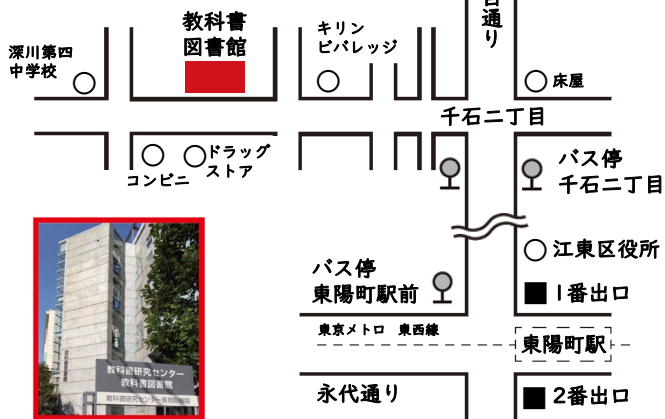 教科書
図書館
キリン
ビバレッジ
通り
深川第四
中学校
床屋
千石二丁目
ドラッグ
ストア
コンビニ
バス停
千石二丁目
江東区役所
バス停
東陽町駅前
1番出口
東京メトロ 東西線
東陽町駅
永代通り
2番出口
教科書研究センター
教科書図書館